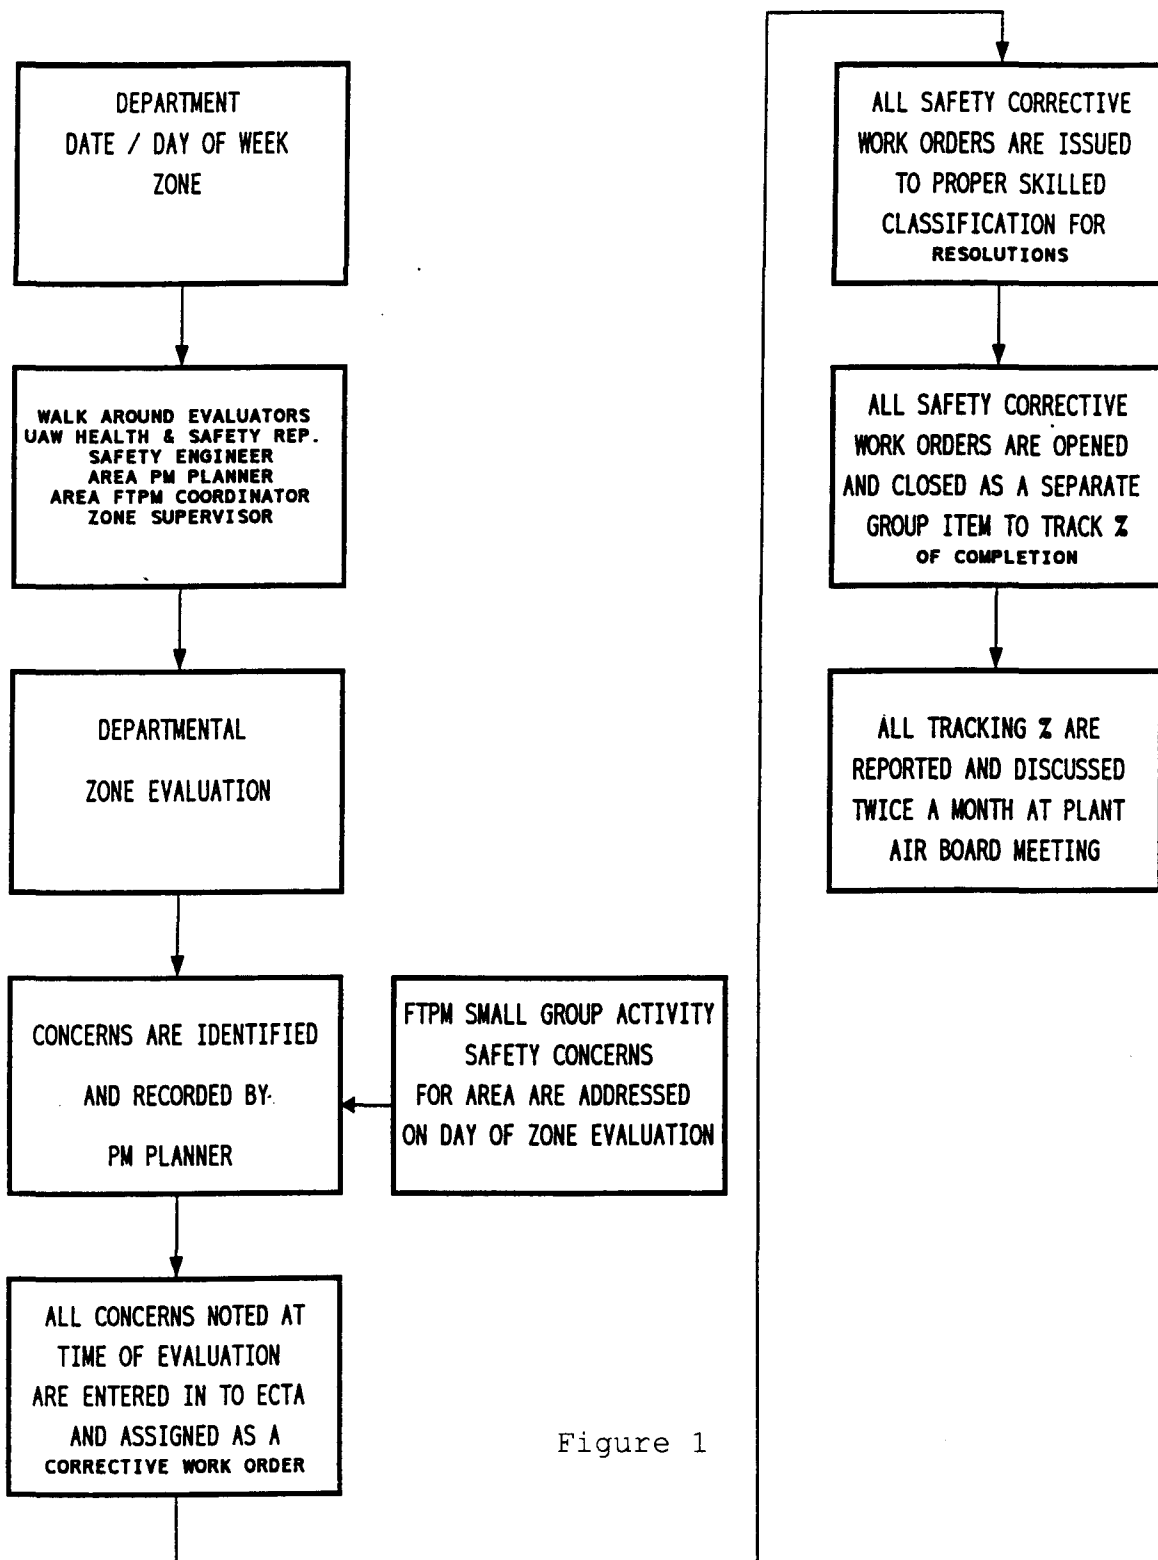 DEPARTMENT
DATE / DAY OF WEEK
ZONE
WALK AROUND EVALUATORS
UAW HEALTH & SAFETY REP.
SAFETY ENGINEER
AREA PM PLANNER
AREA FTPM COORDINATOR
ZONE SUPERVISOR
DEPARTMENTAL
ZONE EVALUATION
CONCERNS ARE IDENTIFIED
AND RECORDED BY
PM PLANNER
FTPM SMALL GROUP ACTIVITY
SAFETY CONCERNS
FOR AREA ARE ADDRESSED
ON DAY OF ZONE EVALUATION
ALL CONCERNS NOTED AT
TIME OF EVALUATION
ARE ENTERED IN TO ECTA
AND ASSIGNED AS A
CORRECTIVE WORK ORDER
ALL SAFETY CORRECTIVE
WORK ORDERS ARE ISSUED
TO PROPER SKILLED
CLASSIFICATION FOR
RESOLUTIONS
ALL SAFETY CORRECTIVE
WORK ORDERS ARE OPENED
AND CLOSED AS A SEPARATE
GROUP ITEM TO TRACK %
OF COMPLETION
ALL TRACKING % ARE
REPORTED AND DISCUSSED
TWICE A MONTH AT PLANT
AIR BOARD MEETING
Figure 1